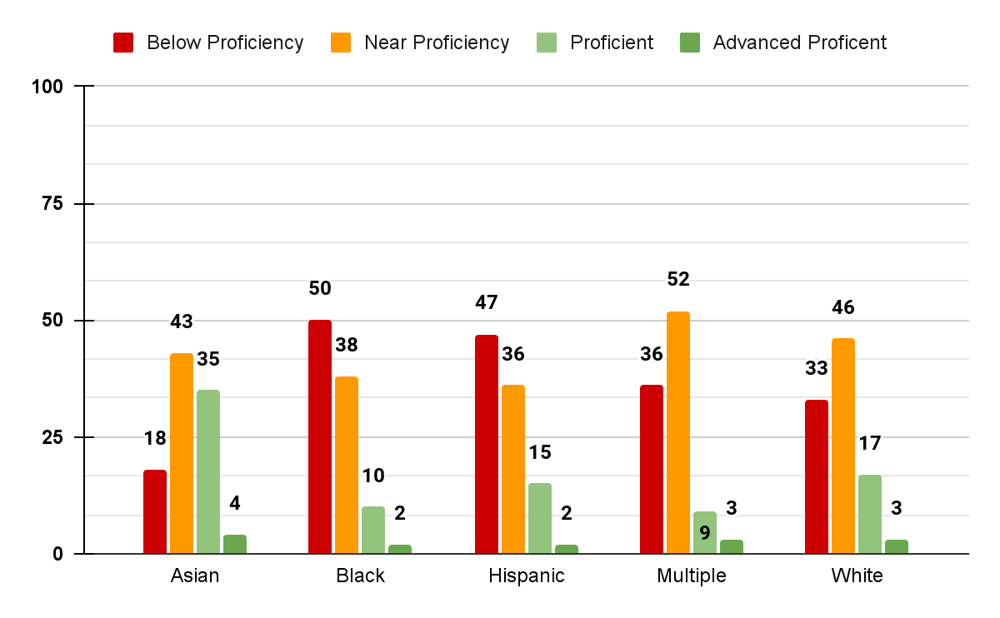 Below Proficiency Near Proficiency Proficient Advanced Proficent
100
75
50
25
0
18 43 35 4
50 38 10 2
47 36 15 2
36 52 9 3
33 46 17 3
Asian Black Hispanic Multiple White